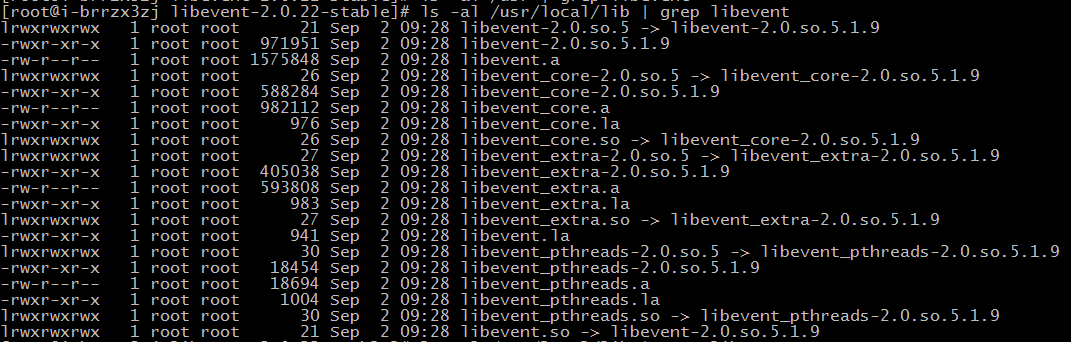 [root@i-brrzx3zj libevent-2.0.22-stable]# ls -al /usr/local/lib | grep libevent
lrwxrwxrwx 1 root root 21 Sep 2 09:28 libevent-2.0.so.5 -> libevent-2.0.so.5.1.9
-rwxr-xr-x 1 root root 971951 Sep 2 09:28 libevent-2.0.so.5.1.9
-rw-r--r-- 1 root root 1575848 Sep 2 09:28 libevent.a
lrwxrwxrwx 1 root root 26 Sep 2 09:28 libevent_core-2.0.so.5 -> libevent_core-2.0.so.5.1.9
-rwxr-xr-x 1 root root 588284 Sep 2 09:28 libevent_core-2.0.so.5.1.9
-rw-r--r-- 1 root root 982112 Sep 2 09:28 libevent_core.a
-rwxr-xr-x 1 root root 976 Sep 2 09:28 libevent_core.la
lrwxrwxrwx 1 root root 26 Sep 2 09:28 libevent_core.so -> libevent_core-2.0.so.5.1.9
lrwxrwxrwx 1 root root 27 Sep 2 09:28 libevent_extra-2.0.so.5 -> libevent_extra-2.0.so.5.1.9
-rwxr-xr-x 1 root root 405038 Sep 2 09:28 libevent_extra-2.0.so.5.1.9
-rw-r--r-- 1 root root 593808 Sep 2 09:28 libevent_extra.a
-rwxr-xr-x 1 root root 983 Sep 2 09:28 libevent_extra.la
lrwxrwxrwx 1 root root 27 Sep 2 09:28 libevent_extra.so -> libevent_extra-2.0.so.5.1.9
-rwxr-xr-x 1 root root 941 Sep 2 09:28 libevent.la
lrwxrwxrwx 1 root root 30 Sep 2 09:28 libevent_pthreads-2.0.so.5 -> libevent_pthreads-2.0.so.5.1.9
-rwxr-xr-x 1 root root 18454 Sep 2 09:28 libevent_pthreads-2.0.so.5.1.9
-rw-r--r-- 1 root root 18694 Sep 2 09:28 libevent_pthreads.a
-rwxr-xr-x 1 root root 1004 Sep 2 09:28 libevent_pthreads.la
lrwxrwxrwx 1 root root 30 Sep 2 09:28 libevent_pthreads.so -> libevent_pthreads-2.0.so.5.1.9
lrwxrwxrwx 1 root root 21 Sep 2 09:28 libevent.so -> libevent-2.0.so.5.1.9